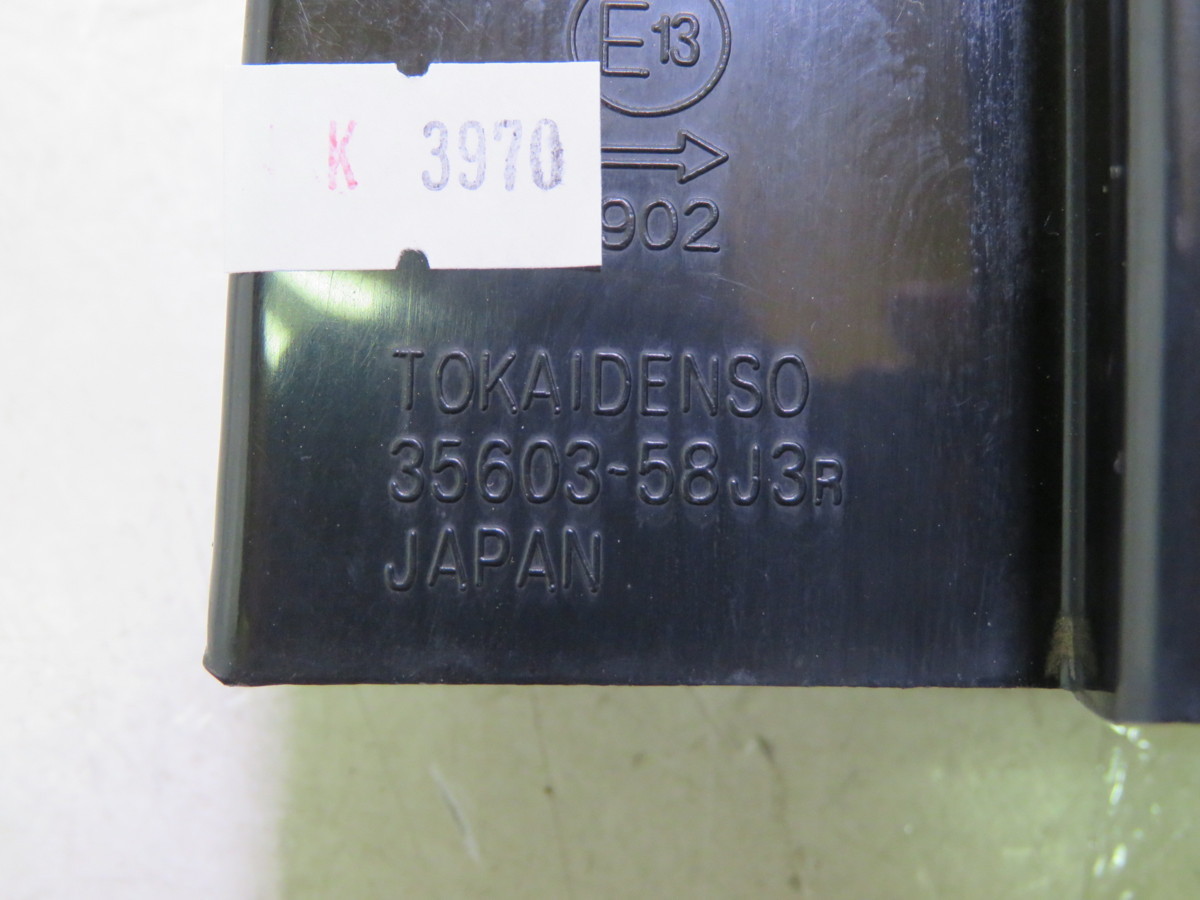 E13
K 3970
902
TOKAIDENSO
35603-58J3R
JAPAN